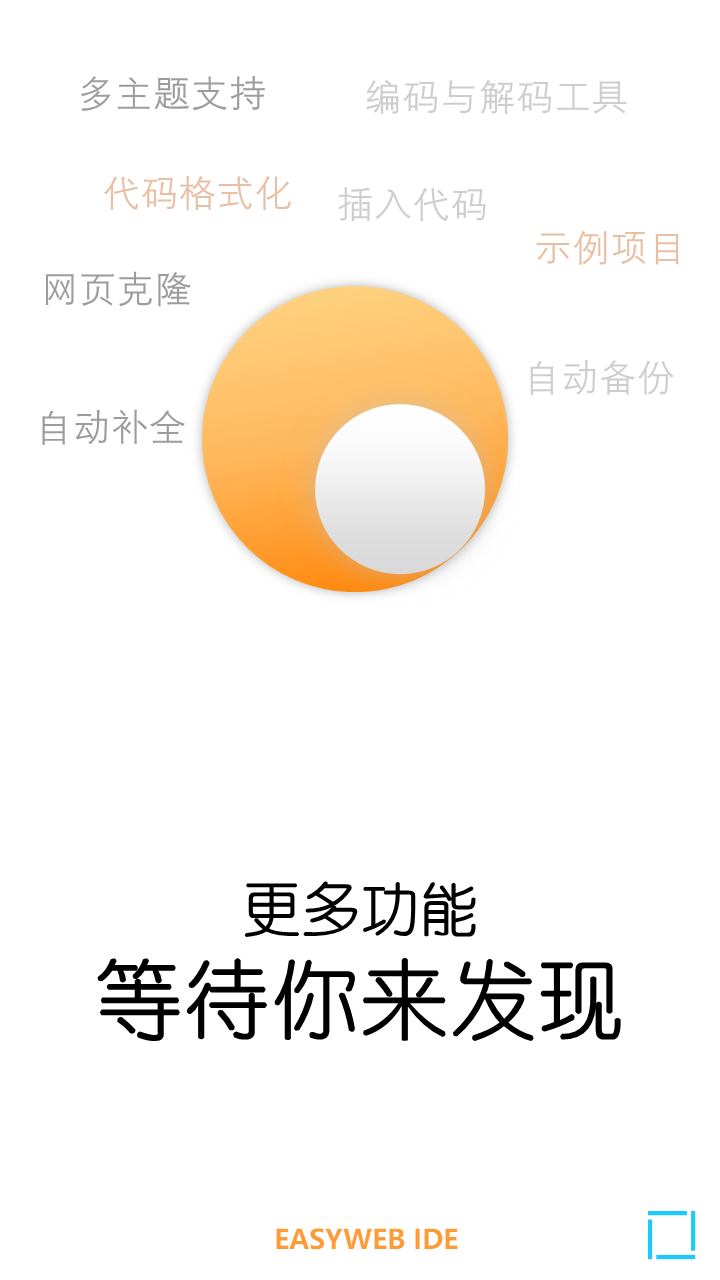 多主题支持
编码与解码工具
代码格式化
插入代码
示例项目
网页克隆
自动备份
自动补全
更多功能
等待你来发现
EASYWEB IDE